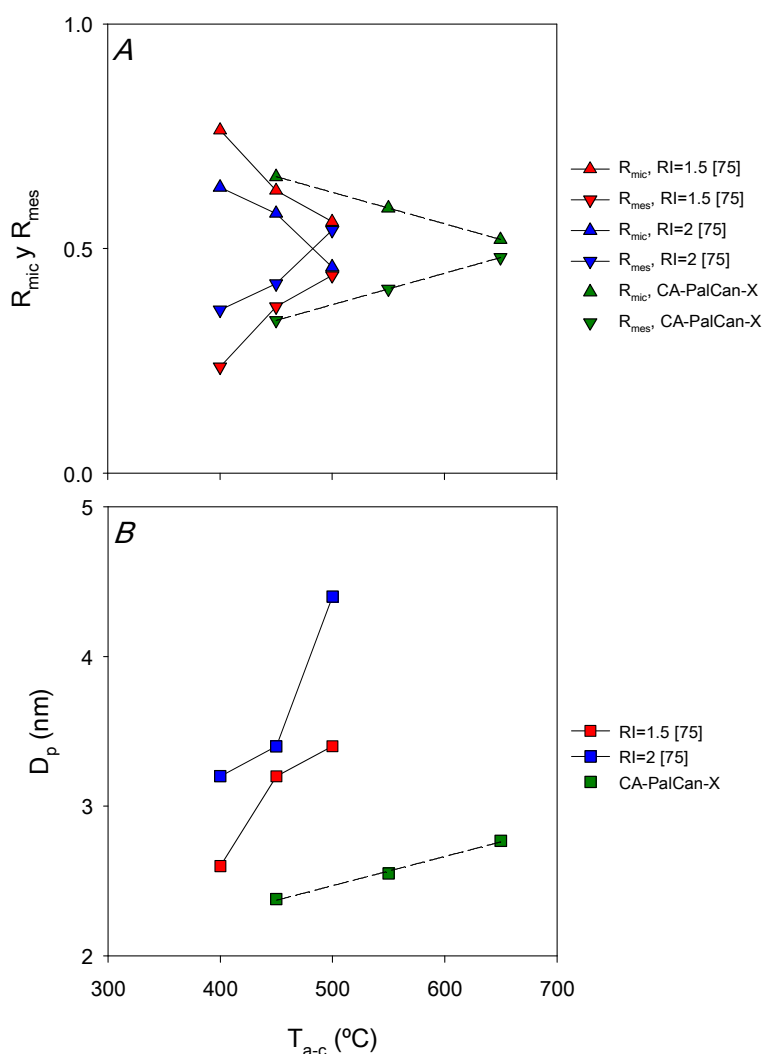 A
1.0
0.5
0.0
R_mic y R_mes
R_mic, RI=1.5 [75]
R_mes, RI=1.5 [75]
R_mic, RI=2 [75]
R_mes, RI=2 [75]
R_mic, CA-PalCan-X
R_mes, CA-PalCan-X
B
5
4
3
2
D_p (nm)
RI=1.5 [75]
RI=2 [75]
CA-PalCan-X
300 400 500 600 700
T_a-c (ºC)